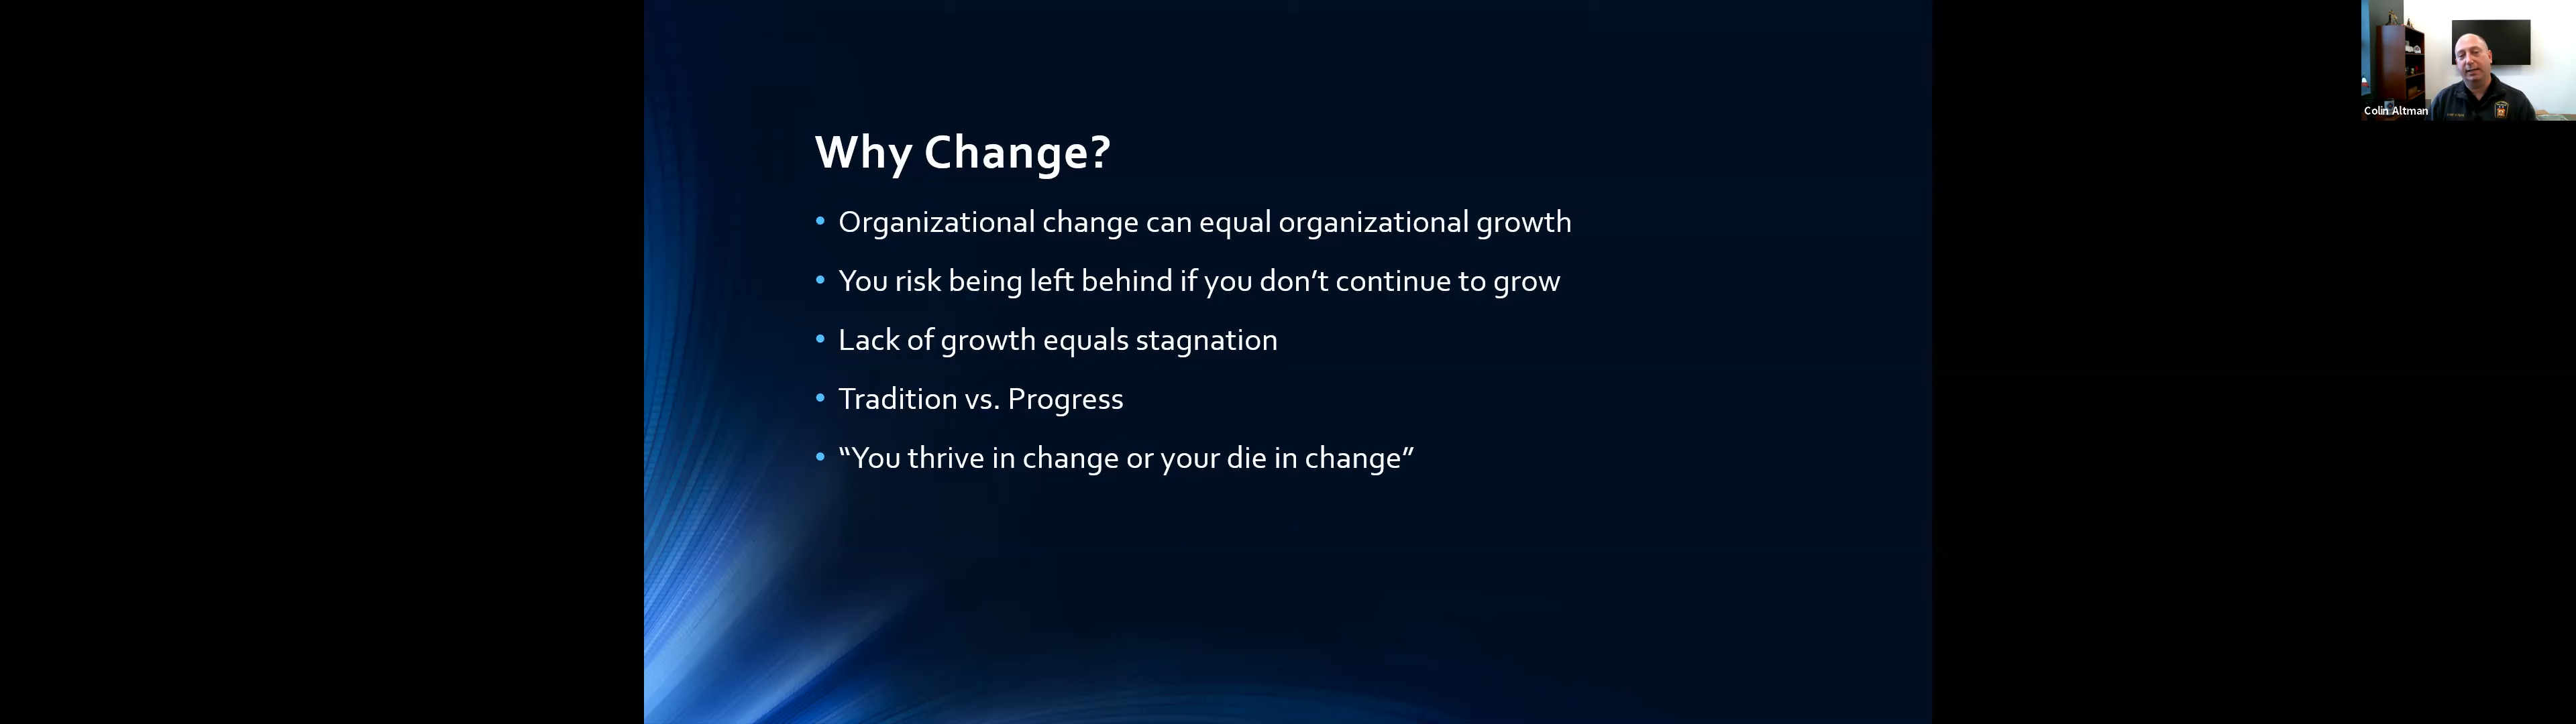 Why Change?
• Organizational change can equal organizational growth
• You risk being left behind if you don’t continue to grow
• Lack of growth equals stagnation
• Tradition vs. Progress
• “You thrive in change or your die in change”
Colin Altman